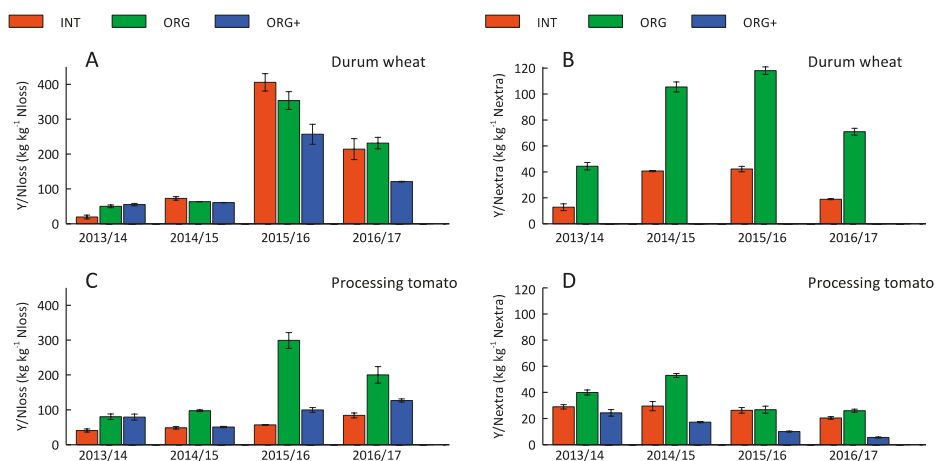 INT ORG ORG+ INT ORG ORG+
A Durum wheat
Y/Nloss (kg kg⁻¹ Nloss)
400
300
200
100
0
2013/14 2014/15 2015/16 2016/17
B Durum wheat
Y/Nextra (kg kg⁻¹ Nextra)
120
100
80
60
40
20
0
2013/14 2014/15 2015/16 2016/17
C Processing tomato
Y/Nloss (kg kg⁻¹ Nloss)
400
300
200
100
0
2013/14 2014/15 2015/16 2016/17
D Processing tomato
Y/Nextra (kg kg⁻¹ Nextra)
120
100
80
60
40
20
0
2013/14 2014/15 2015/16 2016/17